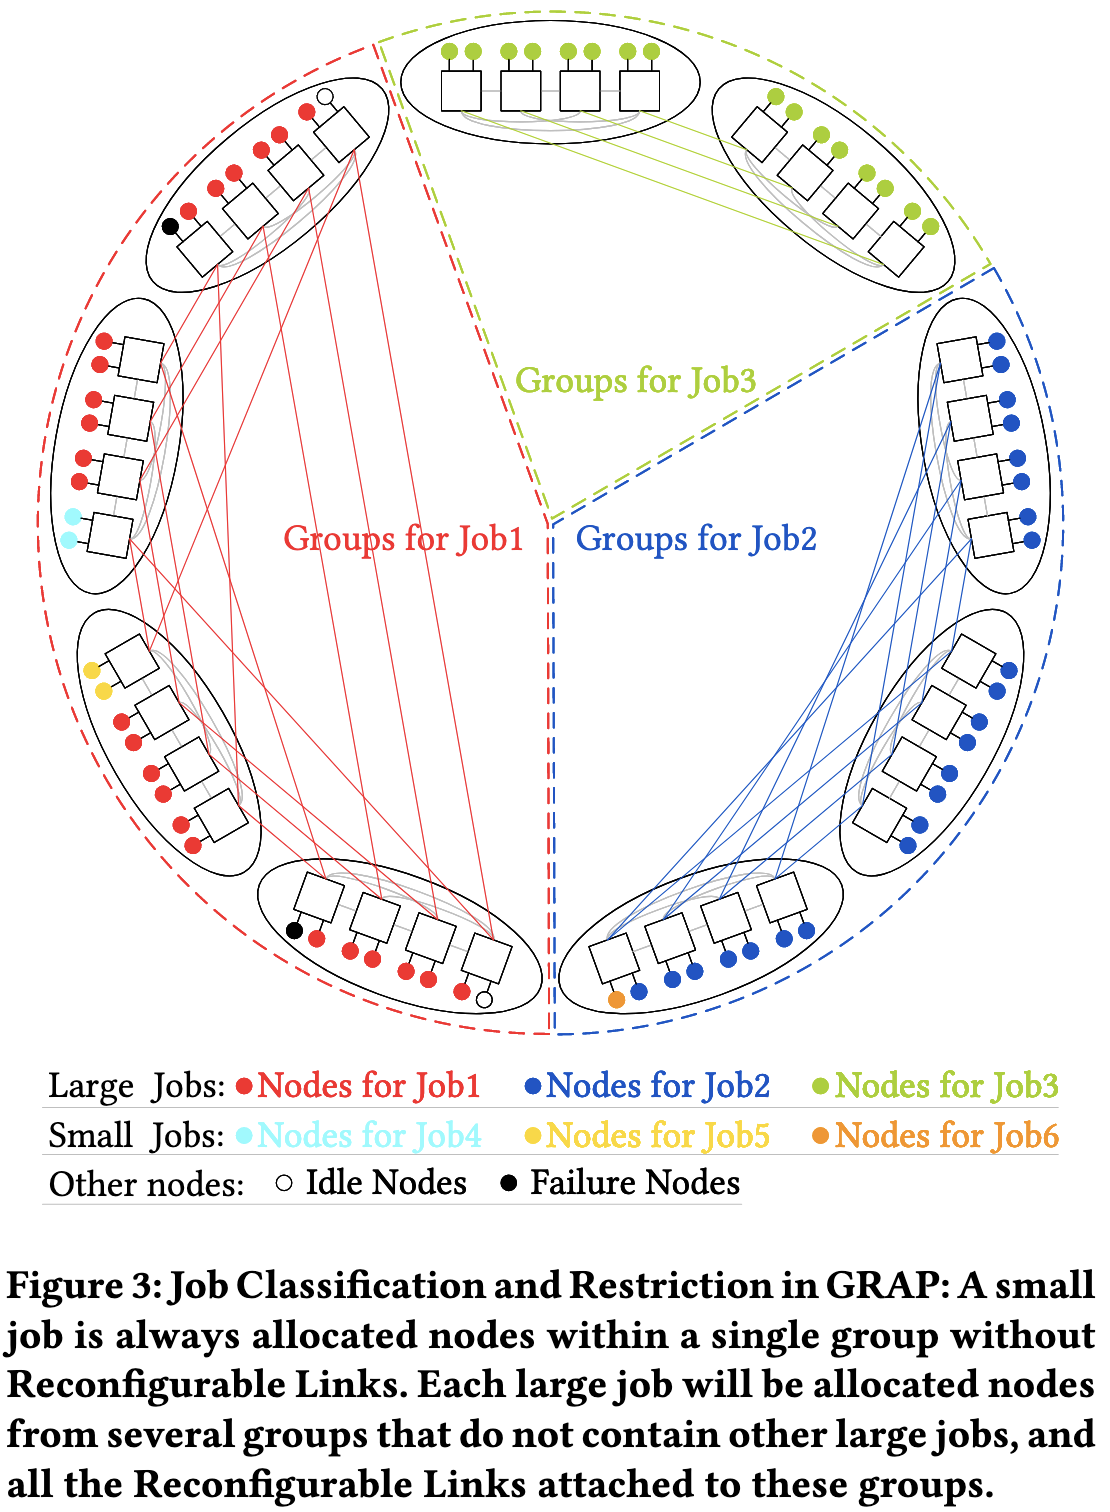 Groups for Job3
Groups for Job1
Groups for Job2
Large Jobs: Nodes for Job1 Nodes for Job2 Nodes for Job3
Small Jobs: Nodes for Job4 Nodes for Job5 Nodes for Job6
Other nodes: Idle Nodes Failure Nodes
Figure 3: Job Classification and Restriction in GRAP: A small
job is always allocated nodes within a single group without
Reconfigurable Links. Each large job will be allocated nodes
from several groups that do not contain other large jobs, and
all the Reconfigurable Links attached to these groups.